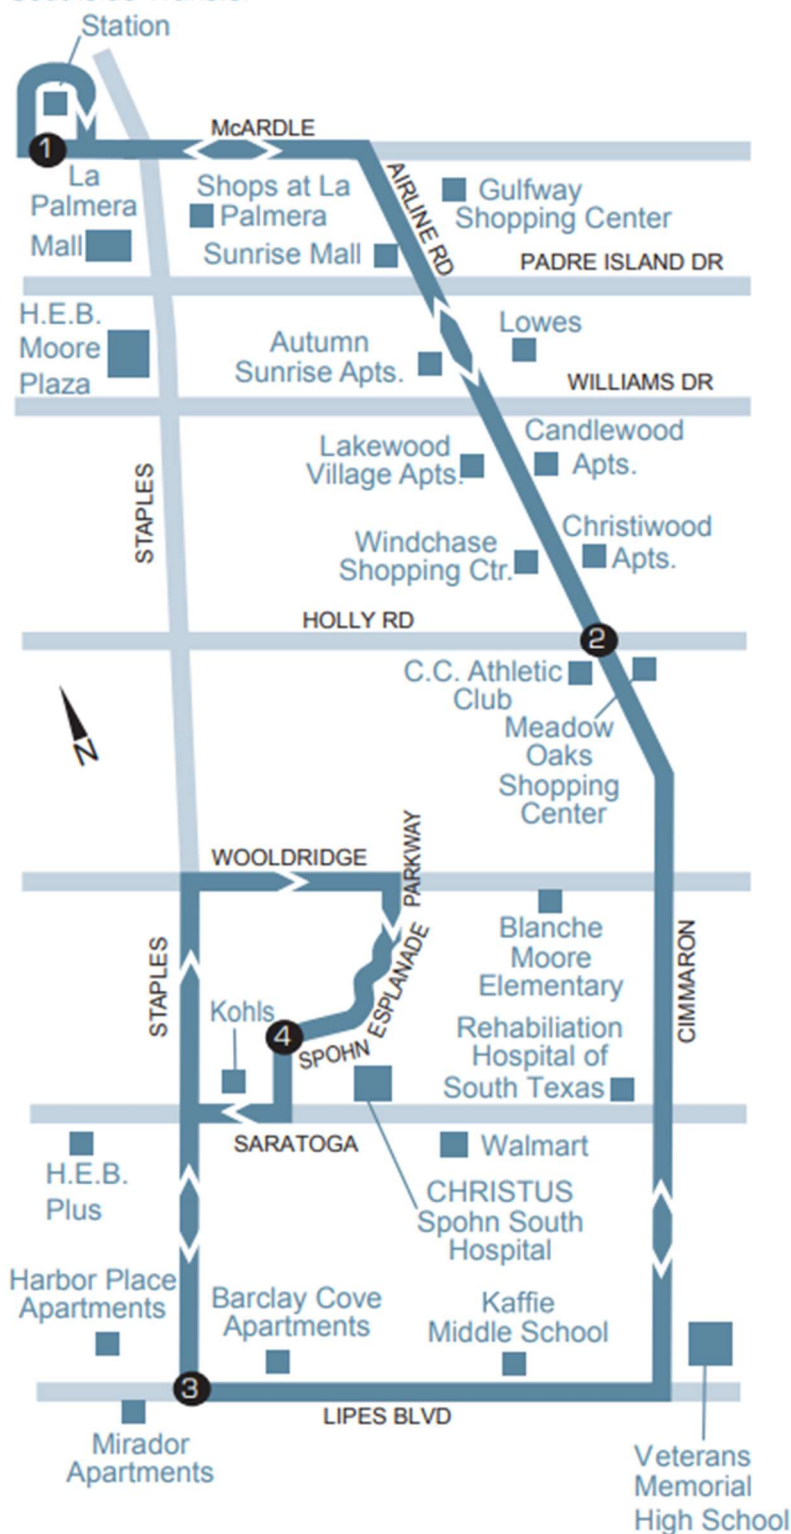 Station
McARDLE
1
La
Palmera
Mall
Shops at La
Palmera
Sunrise Mall
AIRLINE RD
Gulfway
Shopping Center
PADRE ISLAND DR
H.E.B.
Moore
Plaza
Autumn
Sunrise Apts.
Lowes
WILLIAMS DR
STAPLES
Lakewood
Village Apts.
Candlewood
Apts.
Windchase
Shopping Ctr.
Christiwood
Apts.
HOLLY RD
2
C.C. Athletic
Club
Meadow
Oaks
Shopping
Center
N
WOOLDRIDGE
PARKWAY
STAPLES
Kohls
4
SPOHN
ESPLANADE
Blanche
Moore
Elementary
CIMMARON
Rehabiliation
Hospital of
South Texas
SARATOGA
H.E.B.
Plus
Walmart
CHRISTUS
Spohn South
Hospital
Harbor Place
Apartments
Barclay Cove
Apartments
Kaffie
Middle School
3
LIPES BLVD
Mirador
Apartments
Veterans
Memorial
High School